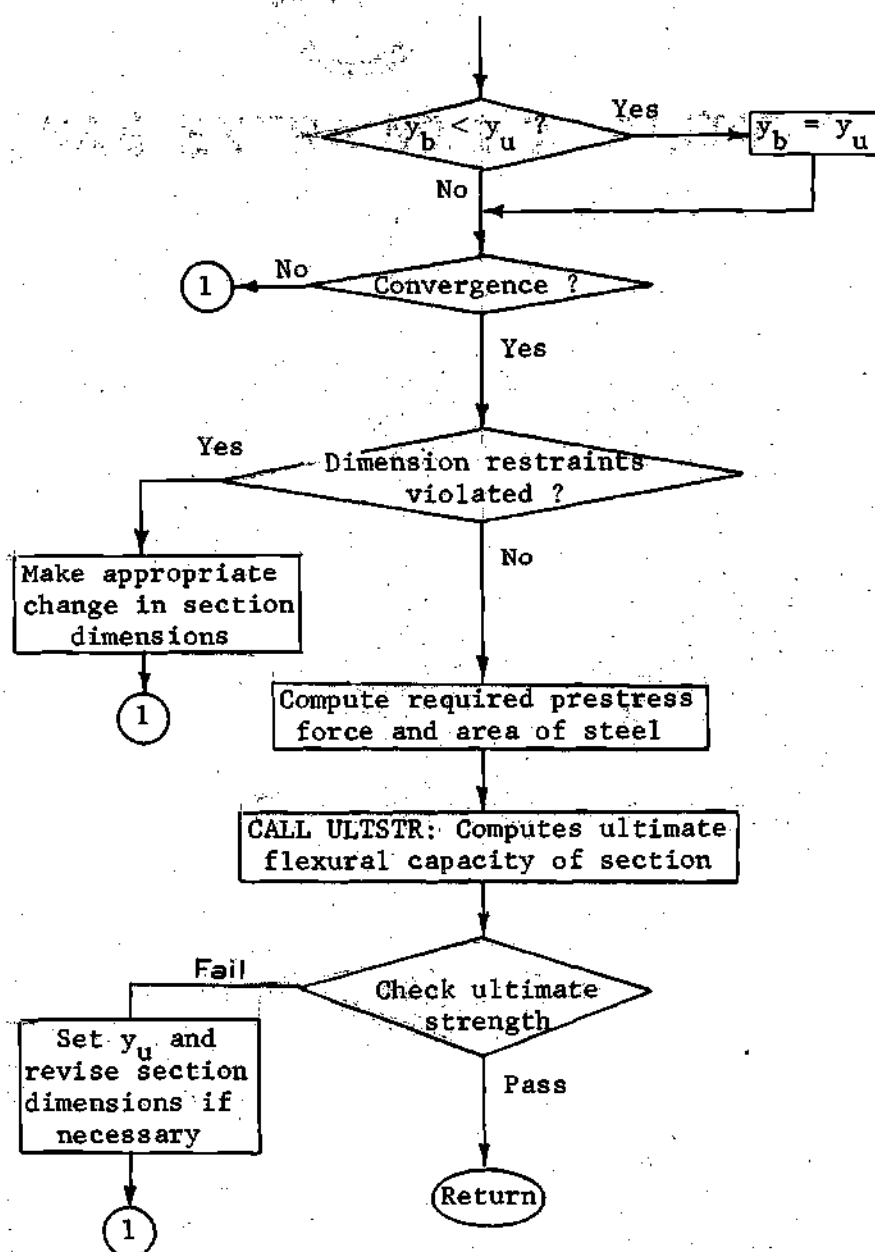 y_b < y_u ?
Yes
y_b = y_u
No
1
No
Convergence ?
Yes
Yes
Dimension restraints
violated ?
Make appropriate
change in section
dimensions
No
1
Compute required prestress
force and area of steel
CALL ULTSTR: Computes ultimate
flexural capacity of section
Fail
Check ultimate
strength
Set y_u and
revise section
dimensions if
necessary
Pass
1
Return